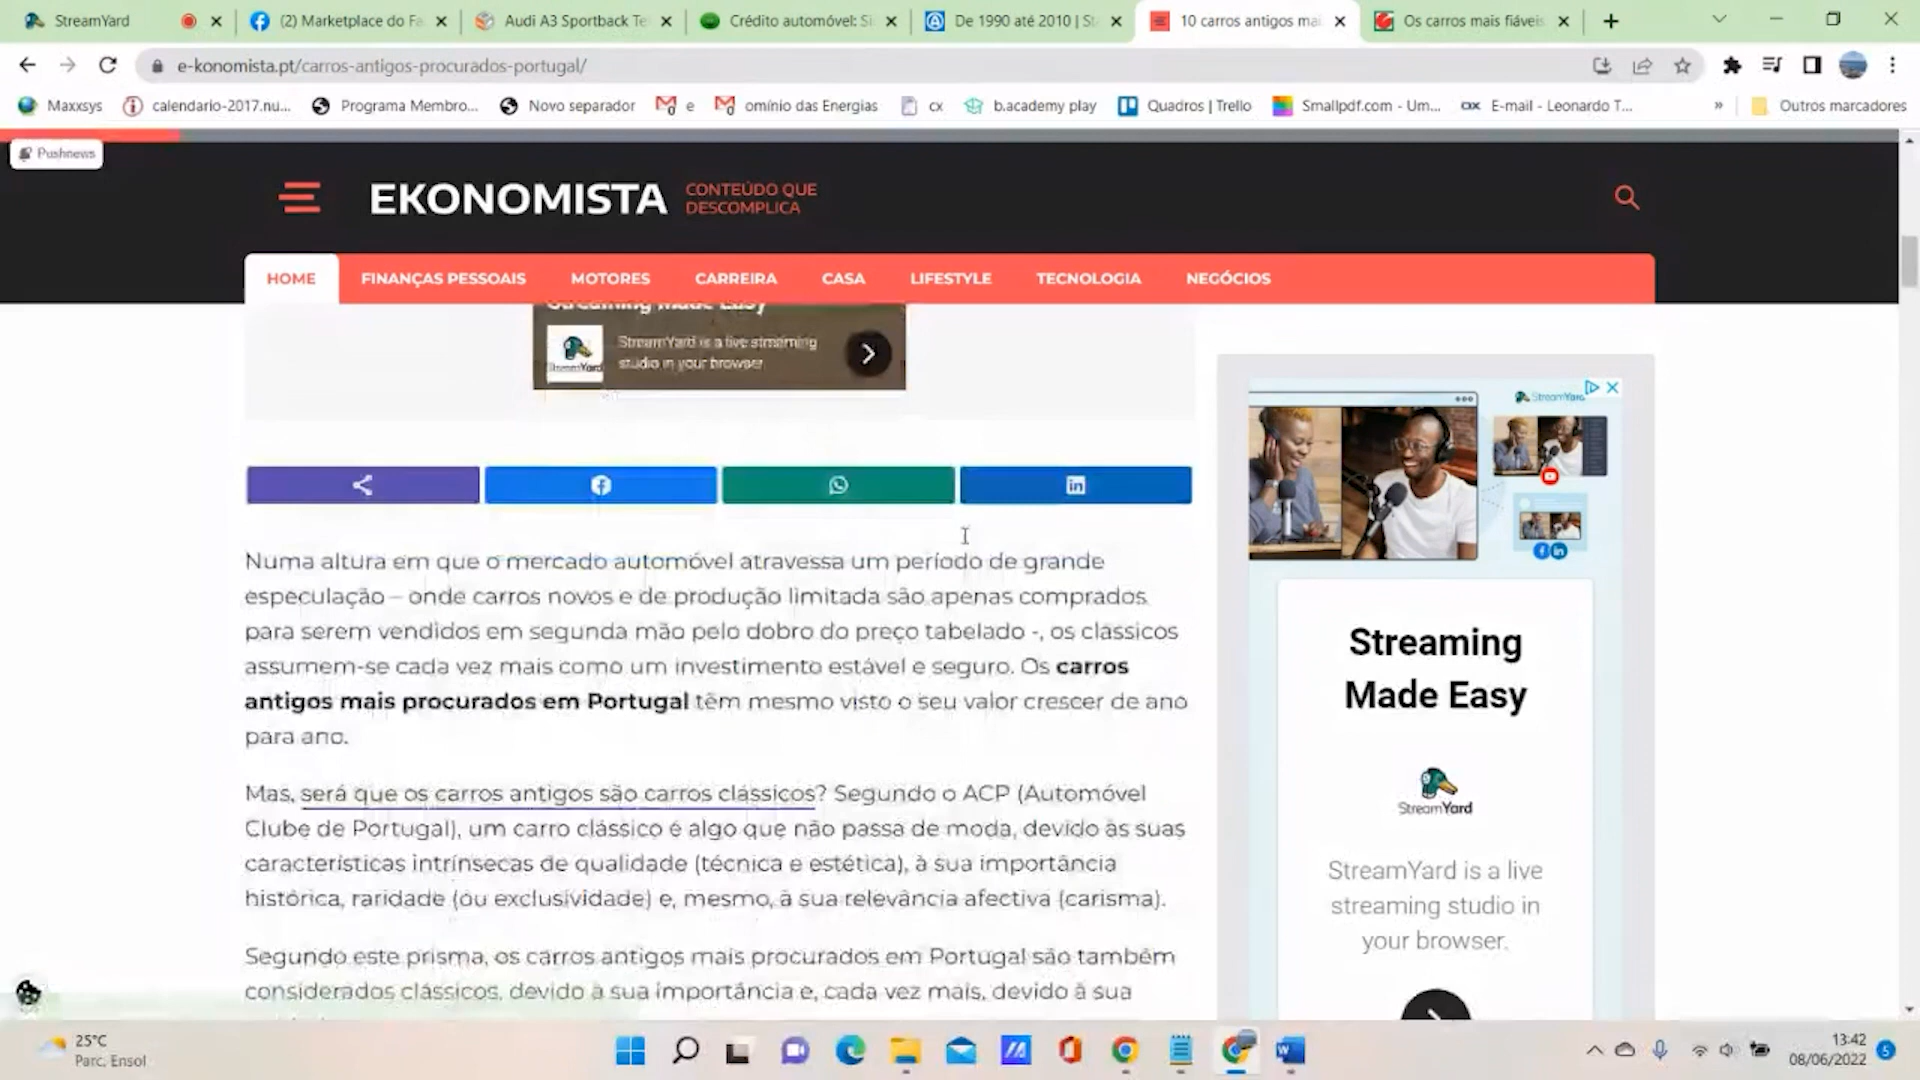 StreamYard
(2) Marketplace do Fa
Audi A3 Sportback Te
Crédito automóvel: Si
De 1990 até 2010 | St
10 carros antigos mai
Os carros mais fiáveis
e-konomista.pt/carros-antigos-procurados-portugal/
Maxxsys
calendario-2017.nu...
Programa Membro...
Novo separador
e
omínio das Energias
cx
b.academy play
Quadros | Trello
Smallpdf.com - Um...
E-mail - Leonardo T...
»
Outros marcadores
Pushnews
EKONOMISTA
CONTEÚDO QUE
DESCOMPLICA
HOME FINANÇAS PESSOAIS MOTORES CARREIRA CASA LIFESTYLE TECNOLOGIA NEGÓCIOS
Streaming Made Easy
StreamYard is a live streaming
studio in your browser
StreamYard
Numa altura em que o mercado automóvel atravessa um período de grande
especulação – onde carros novos e de produção limitada são apenas comprados
para serem vendidos em segunda mão pelo dobro do preço tabelado -, os clássicos
assumem-se cada vez mais como um investimento estável e seguro. Os carros
antigos mais procurados em Portugal têm mesmo visto o seu valor crescer de ano
para ano.
Mas, será que os carros antigos são carros clássicos? Segundo o ACP (Automóvel
Clube de Portugal), um carro clássico é algo que não passa de moda, devido às suas
características intrínsecas de qualidade (técnica e estética), à sua importância
histórica, raridade (ou exclusividade) e, mesmo, à sua relevância afectiva (carisma).
Segundo este prisma, os carros antigos mais procurados em Portugal são também
considerados clássicos, devido à sua importância e, cada vez mais, devido à sua
StreamYard
Streaming
Made Easy
StreamYard
StreamYard is a live
streaming studio in
your browser.
25°C
Parc. Ensol
13:42
08/06/2022
5